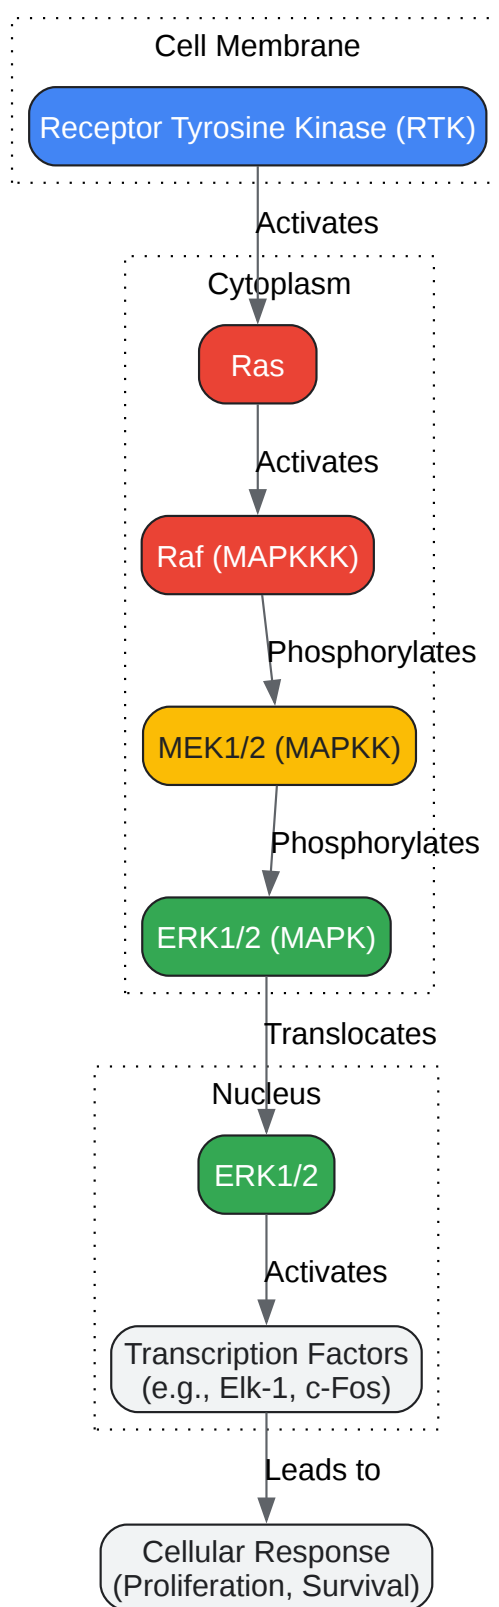 Cell Membrane
Receptor Tyrosine Kinase (RTK)
Activates
Cytoplasm
Ras
Activates
Raf (MAPKKK)
Phosphorylates
MEK1/2 (MAPKK)
Phosphorylates
ERK1/2 (MAPK)
Translocates
Nucleus
ERK1/2
Activates
Transcription Factors
(e.g., Elk-1, c-Fos)
Leads to
Cellular Response
(Proliferation, Survival)